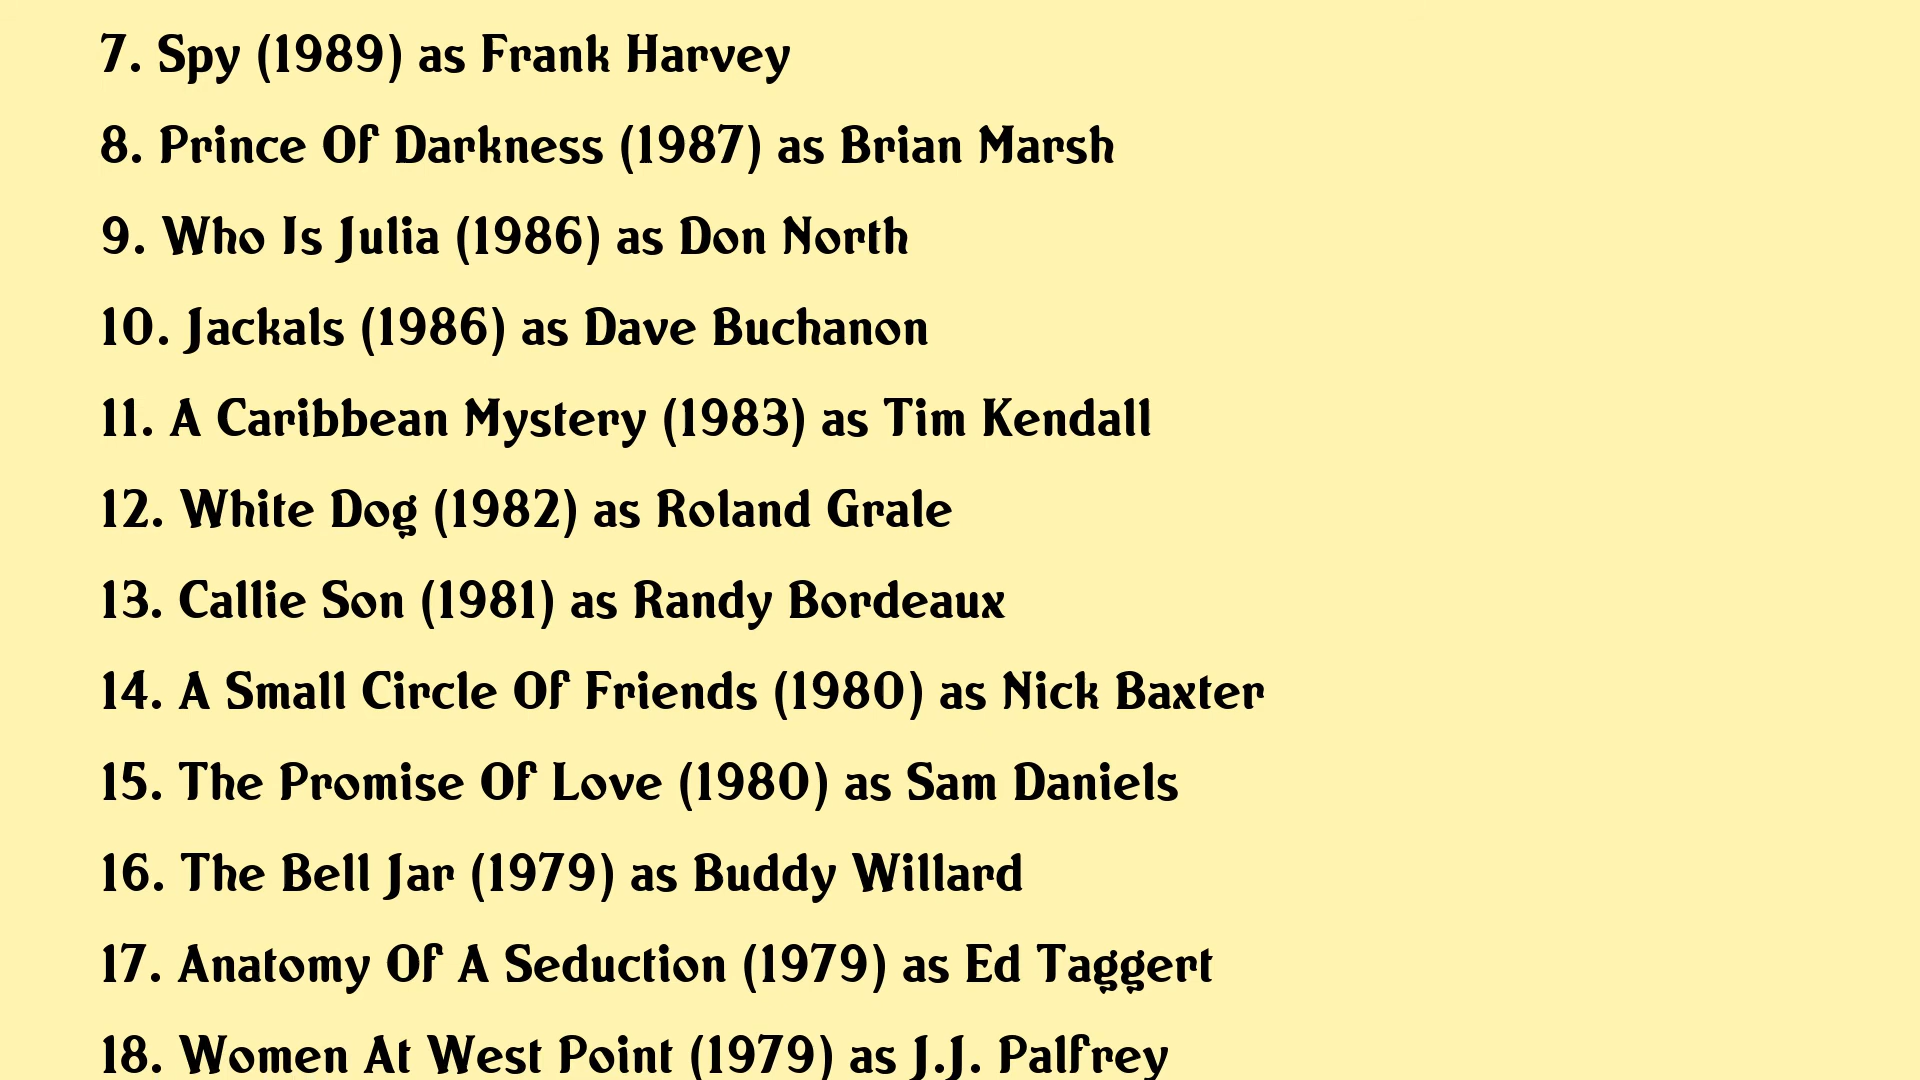 7. Spy (1989) as Frank Harvey
8. Prince Of Darkness (1987) as Brian Marsh
9. Who Is Julia (1986) as Don North
10. Jackals (1986) as Dave Buchanon
11. A Caribbean Mystery (1983) as Tim Kendall
12. White Dog (1982) as Roland Grale
13. Callie Son (1981) as Randy Bordeaux
14. A Small Circle Of Friends (1980) as Nick Baxter
15. The Promise Of Love (1980) as Sam Daniels
16. The Bell Jar (1979) as Buddy Willard
17. Anatomy Of A Seduction (1979) as Ed Taggert
18. Women At West Point (1979) as J.J. Palfrey